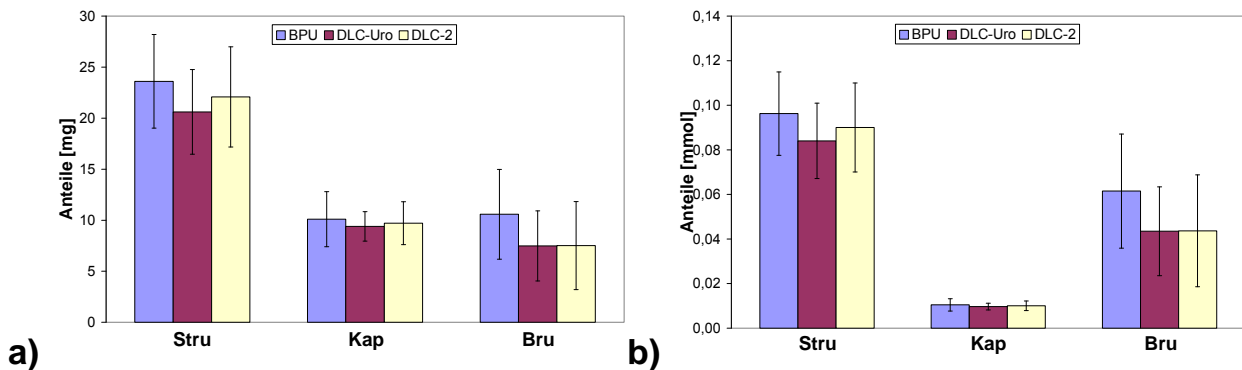 30
25
20
15
10
5
0
Anteile [mg]
BPU DLC-Uro DLC-2
Stru Kap Bru
a)
0,14
0,12
0,10
0,08
0,06
0,04
0,02
0,00
Anteile [mmol]
BPU DLC-Uro DLC-2
Stru Kap Bru
b)